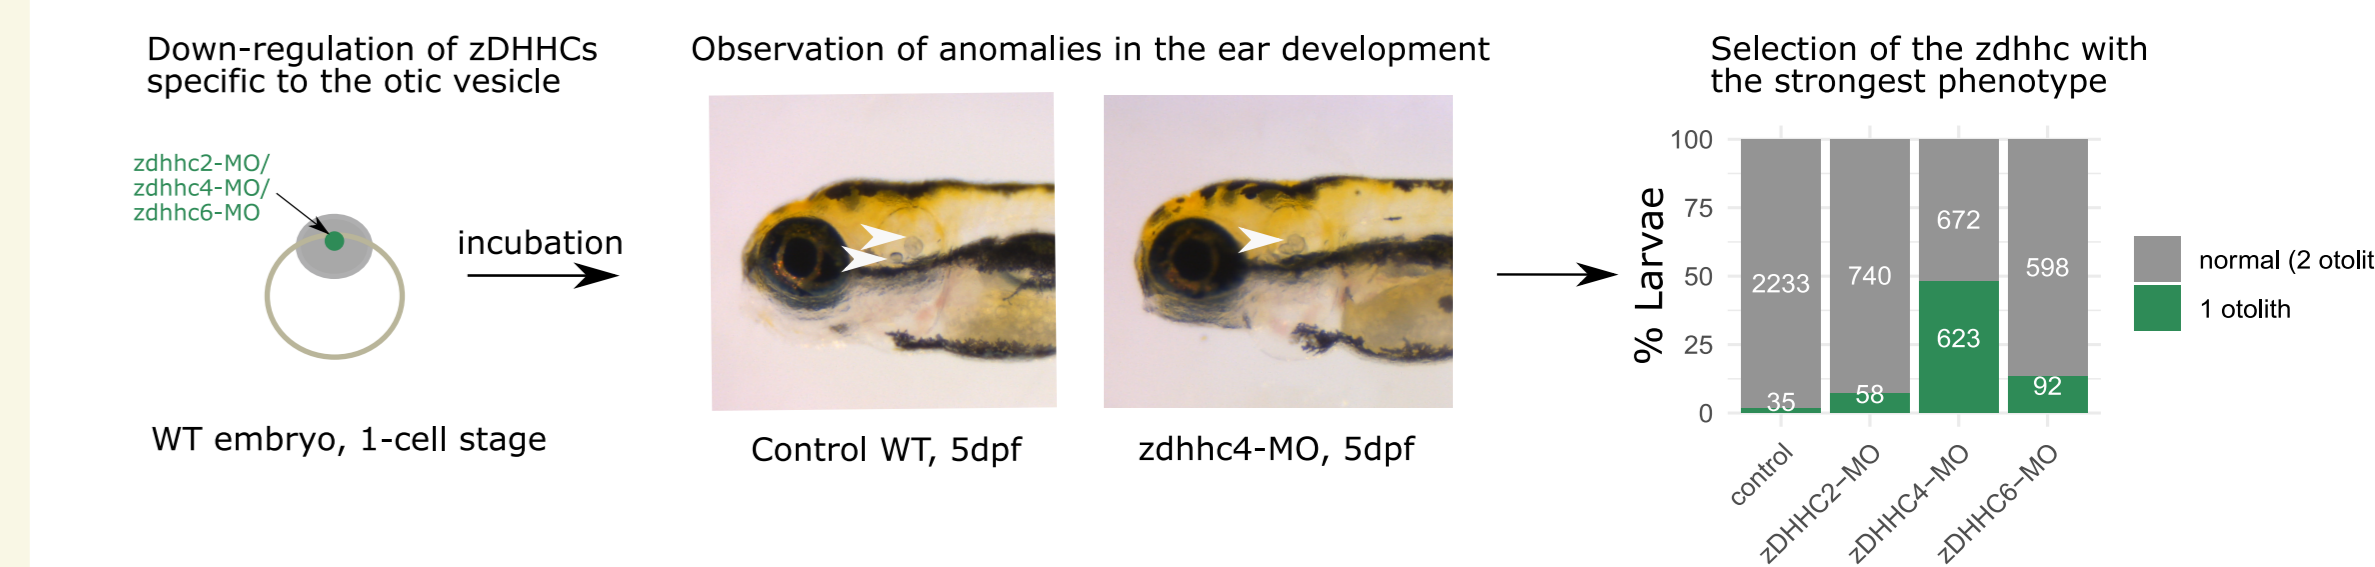 Down-regulation of zDHHCs
specific to the otic vesicle
zdhhc2-MO/
zdhhc4-MO/
zdhhc6-MO
incubation
WT embryo, 1-cell stage
Observation of anomalies in the ear development
Control WT, 5dpf
zdhhc4-MO, 5dpf
Selection of the zdhhc with
the strongest phenotype
% Larvae
100
75
50
25
0
2233
35
740
58
672
623
598
92
control
zDHHC2−MO
zDHHC4−MO
zDHHC6−MO
normal (2 otolit
1 otolith